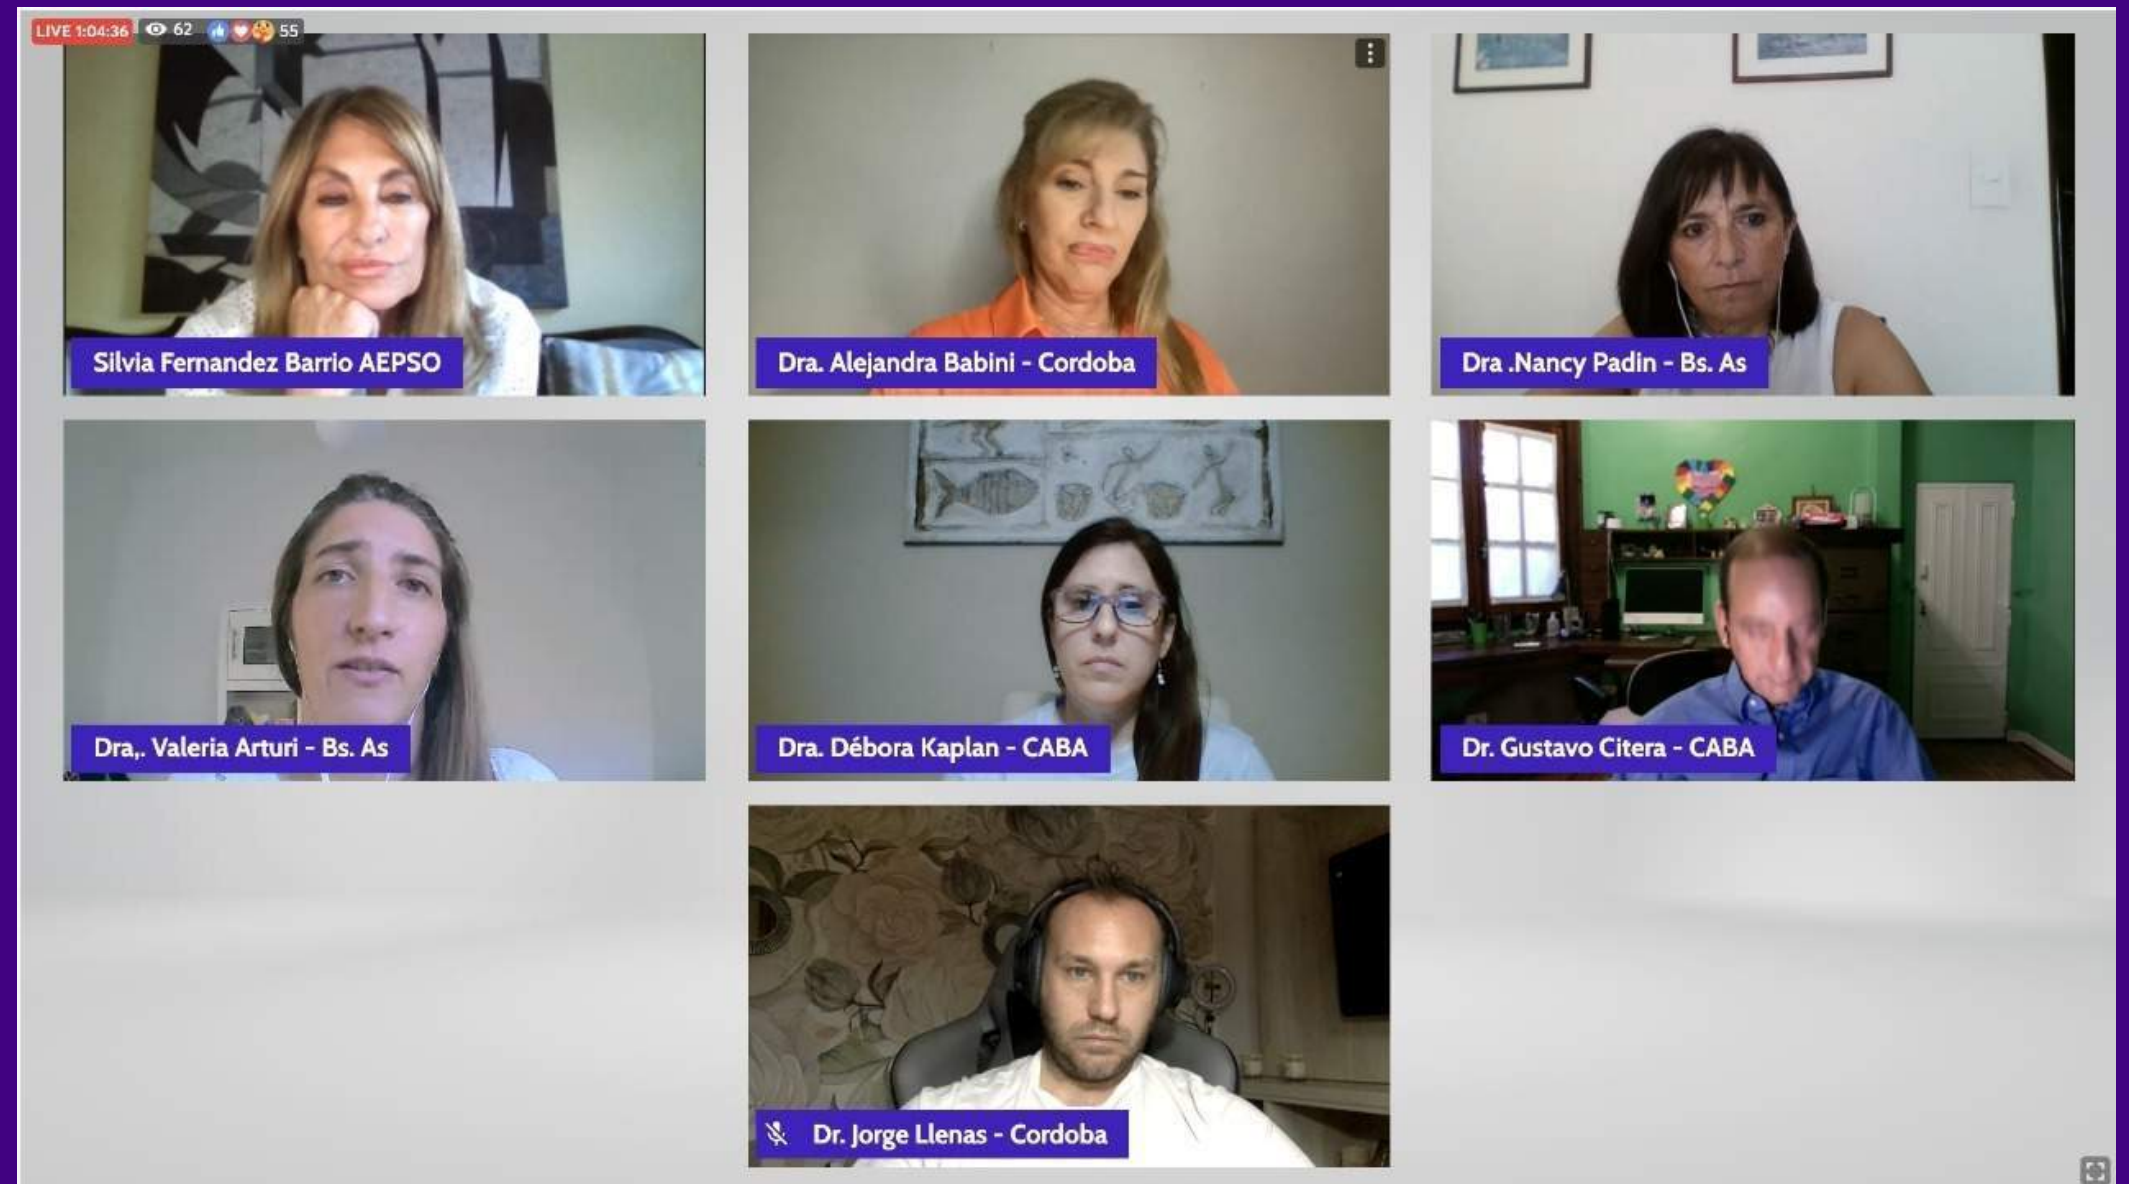 LIVE 1:04:36 62 55
Silvia Fernandez Barrio AEPSO
Dra. Alejandra Babini - Cordoba
Dra .Nancy Padin - Bs. As
Dra,. Valeria Arturi - Bs. As
Dra. Débora Kaplan - CABA
Dr. Gustavo Citera - CABA
Dr. Jorge Llenas - Cordoba